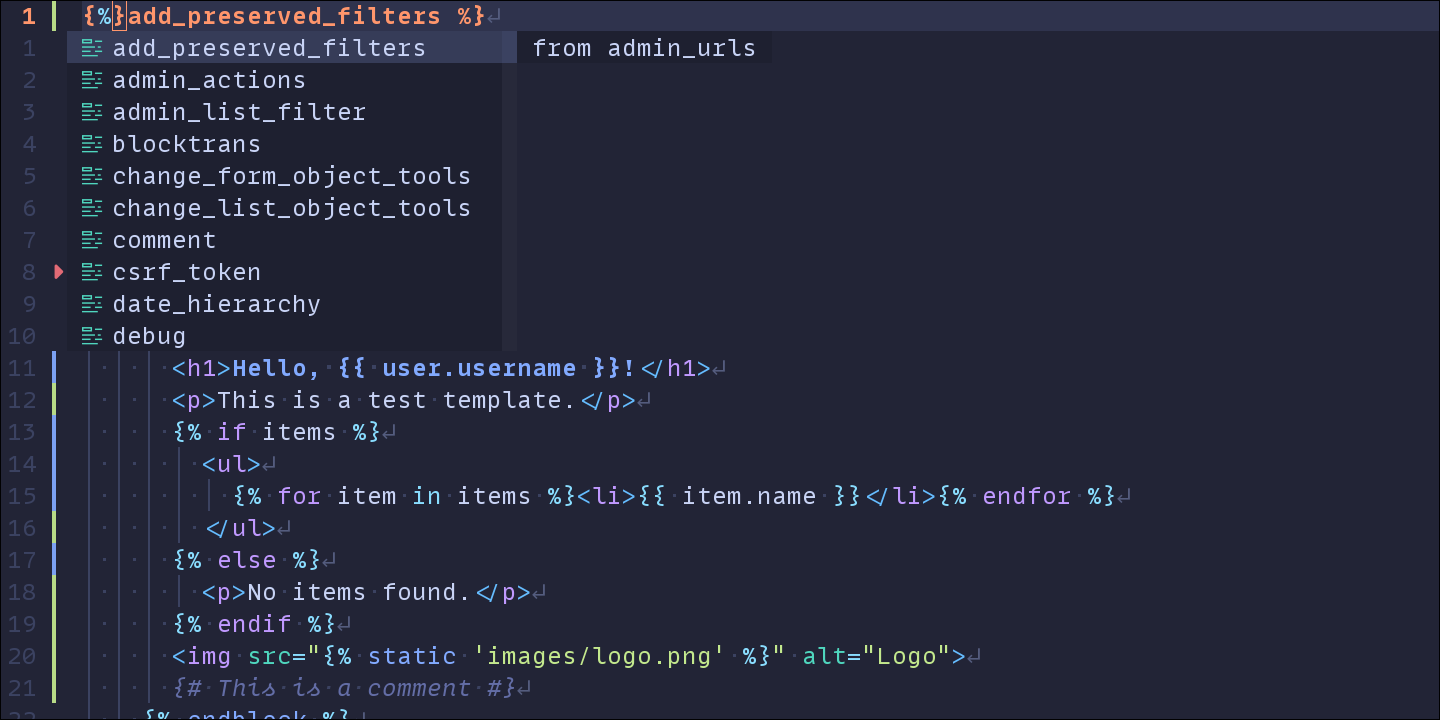 1 {%}add_preserved_filters %}↵
1 add_preserved_filters from admin_urls
2 admin_actions
3 admin_list_filter
4 blocktrans
5 change_form_object_tools
6 change_list_object_tools
7 comment
8 csrf_token
9 date_hierarchy
10 debug
11 <h1>Hello, {{ user.username }}!</h1>↵
12 <p>This is a test template.</p>↵
13 {% if items %}↵
14 <ul>↵
15 {% for item in items %}<li>{{ item.name }}</li>{% endfor %}↵
16 </ul>↵
17 {% else %}↵
18 <p>No items found.</p>↵
19 {% endif %}↵
20 <img src="{% static 'images/logo.png' %}" alt="Logo">↵
21 {# This is a comment #}↵
22 {% endblock %}↵